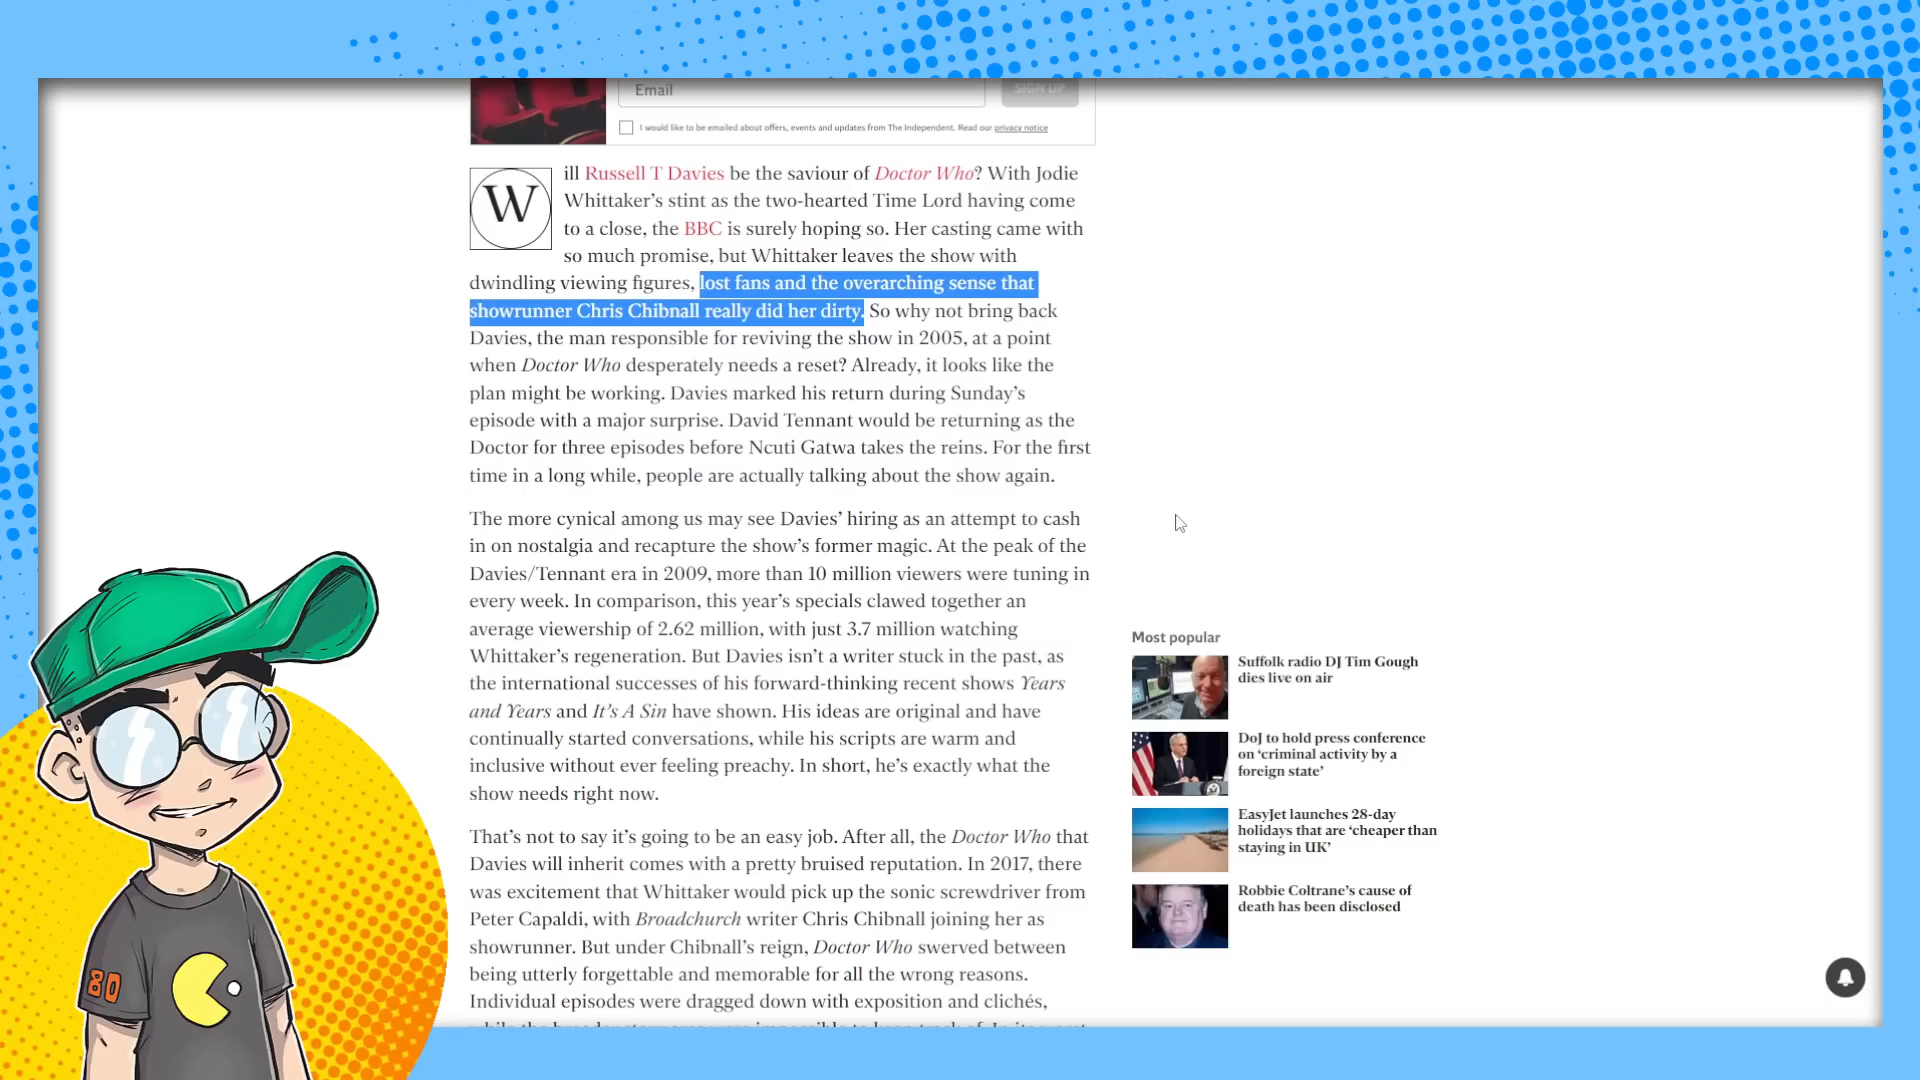 Email
SIGN UP
I would like to be emailed about offers, events and updates from The Independent. Read our privacy notice
W
ill Russell T Davies be the saviour of Doctor Who? With Jodie
Whittaker’s stint as the two-hearted Time Lord having come
to a close, the BBC is surely hoping so. Her casting came with
so much promise, but Whittaker leaves the show with
dwindling viewing figures, lost fans and the overarching sense that
showrunner Chris Chibnall really did her dirty. So why not bring back
Davies, the man responsible for reviving the show in 2005, at a point
when Doctor Who desperately needs a reset? Already, it looks like the
plan might be working. Davies marked his return during Sunday’s
episode with a major surprise. David Tennant would be returning as the
Doctor for three episodes before Ncuti Gatwa takes the reins. For the first
time in a long while, people are actually talking about the show again.
The more cynical among us may see Davies’ hiring as an attempt to cash
in on nostalgia and recapture the show’s former magic. At the peak of the
Davies/Tennant era in 2009, more than 10 million viewers were tuning in
every week. In comparison, this year’s specials clawed together an
average viewership of 2.62 million, with just 3.7 million watching
Whittaker’s regeneration. But Davies isn’t a writer stuck in the past, as
the international successes of his forward-thinking recent shows Years
and Years and It’s A Sin have shown. His ideas are original and have
continually started conversations, while his scripts are warm and
inclusive without ever feeling preachy. In short, he’s exactly what the
show needs right now.
That’s not to say it’s going to be an easy job. After all, the Doctor Who that
Davies will inherit comes with a pretty bruised reputation. In 2017, there
was excitement that Whittaker would pick up the sonic screwdriver from
Peter Capaldi, with Broadchurch writer Chris Chibnall joining her as
showrunner. But under Chibnall’s reign, Doctor Who swerved between
being utterly forgettable and memorable for all the wrong reasons.
Individual episodes were dragged down with exposition and clichés,
Most popular
Suffolk radio DJ Tim Gough
dies live on air
DoJ to hold press conference
on ‘criminal activity by a
foreign state’
EasyJet launches 28-day
holidays that are ‘cheaper than
staying in UK’
Robbie Coltrane’s cause of
death has been disclosed
80